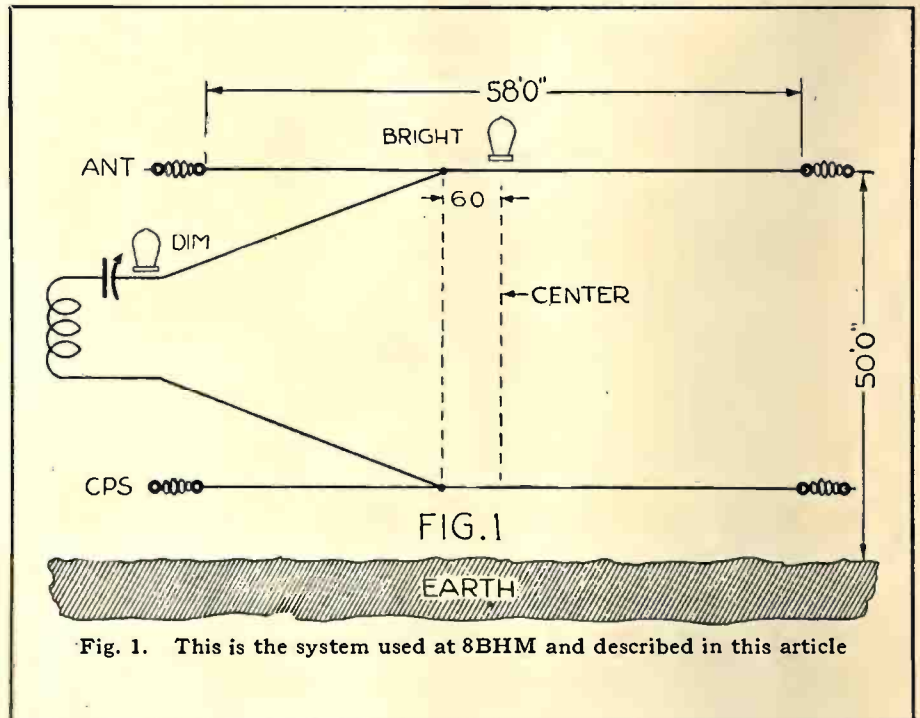 58'0"
BRIGHT
ANT
60
DIM
CENTER
50'0"
CPS
FIG.1
EARTH
Fig. 1. This is the system used at 8BHM and described in this article